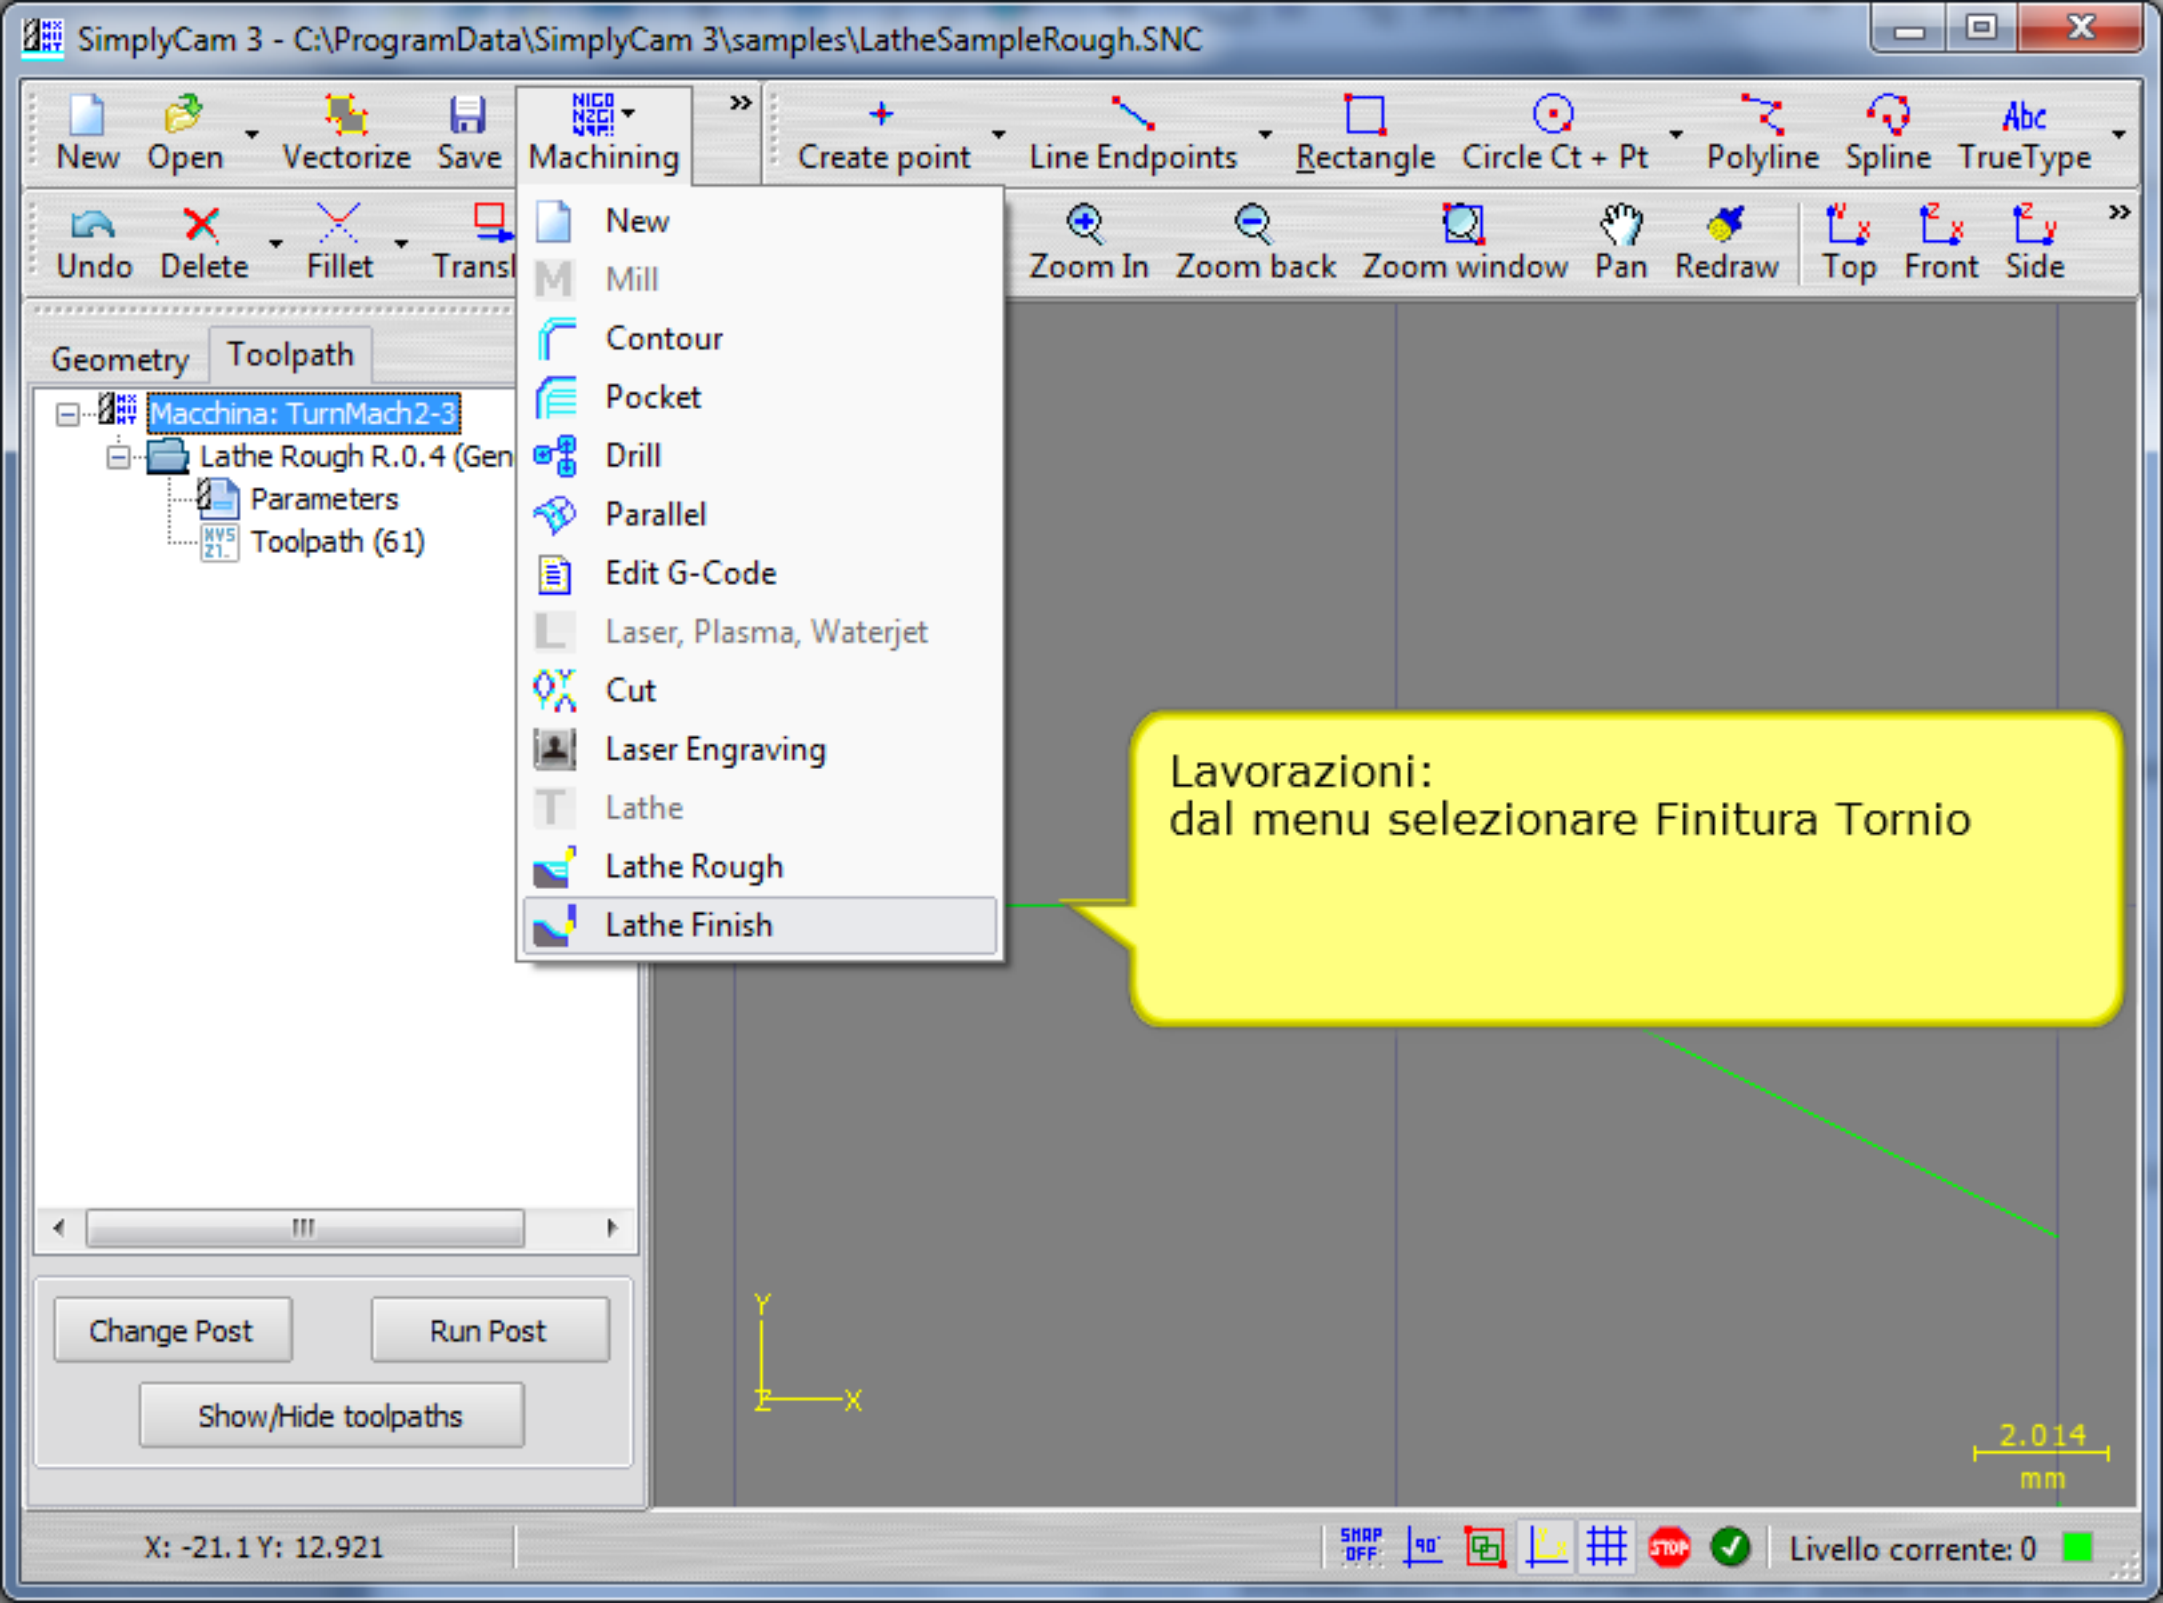 SimplyCam 3 - C:\ProgramData\SimplyCam 3\samples\LatheSampleRough.SNC
New Open Vectorize Save Machining » Create point Line Endpoints Rectangle Circle Ct + Pt Polyline Spline Abc TrueType
Undo Delete Fillet Transl Zoom In Zoom back Zoom window Pan Redraw Top Front Side »
New
Mill
Contour
Pocket
Drill
Parallel
Edit G-Code
Laser, Plasma, Waterjet
Cut
Laser Engraving
Lathe
Lathe Rough
Lathe Finish
Geometry Toolpath
Macchina: TurnMach2-3
Lathe Rough R.0.4 (Gen
Parameters
Toolpath (61)
Lavorazioni:
dal menu selezionare Finitura Tornio
Change Post Run Post
Show/Hide toolpaths
Y
Z X
2.014
mm
X: -21.1 Y: 12.921
SNAP OFF 90° STOP Livello corrente: 0